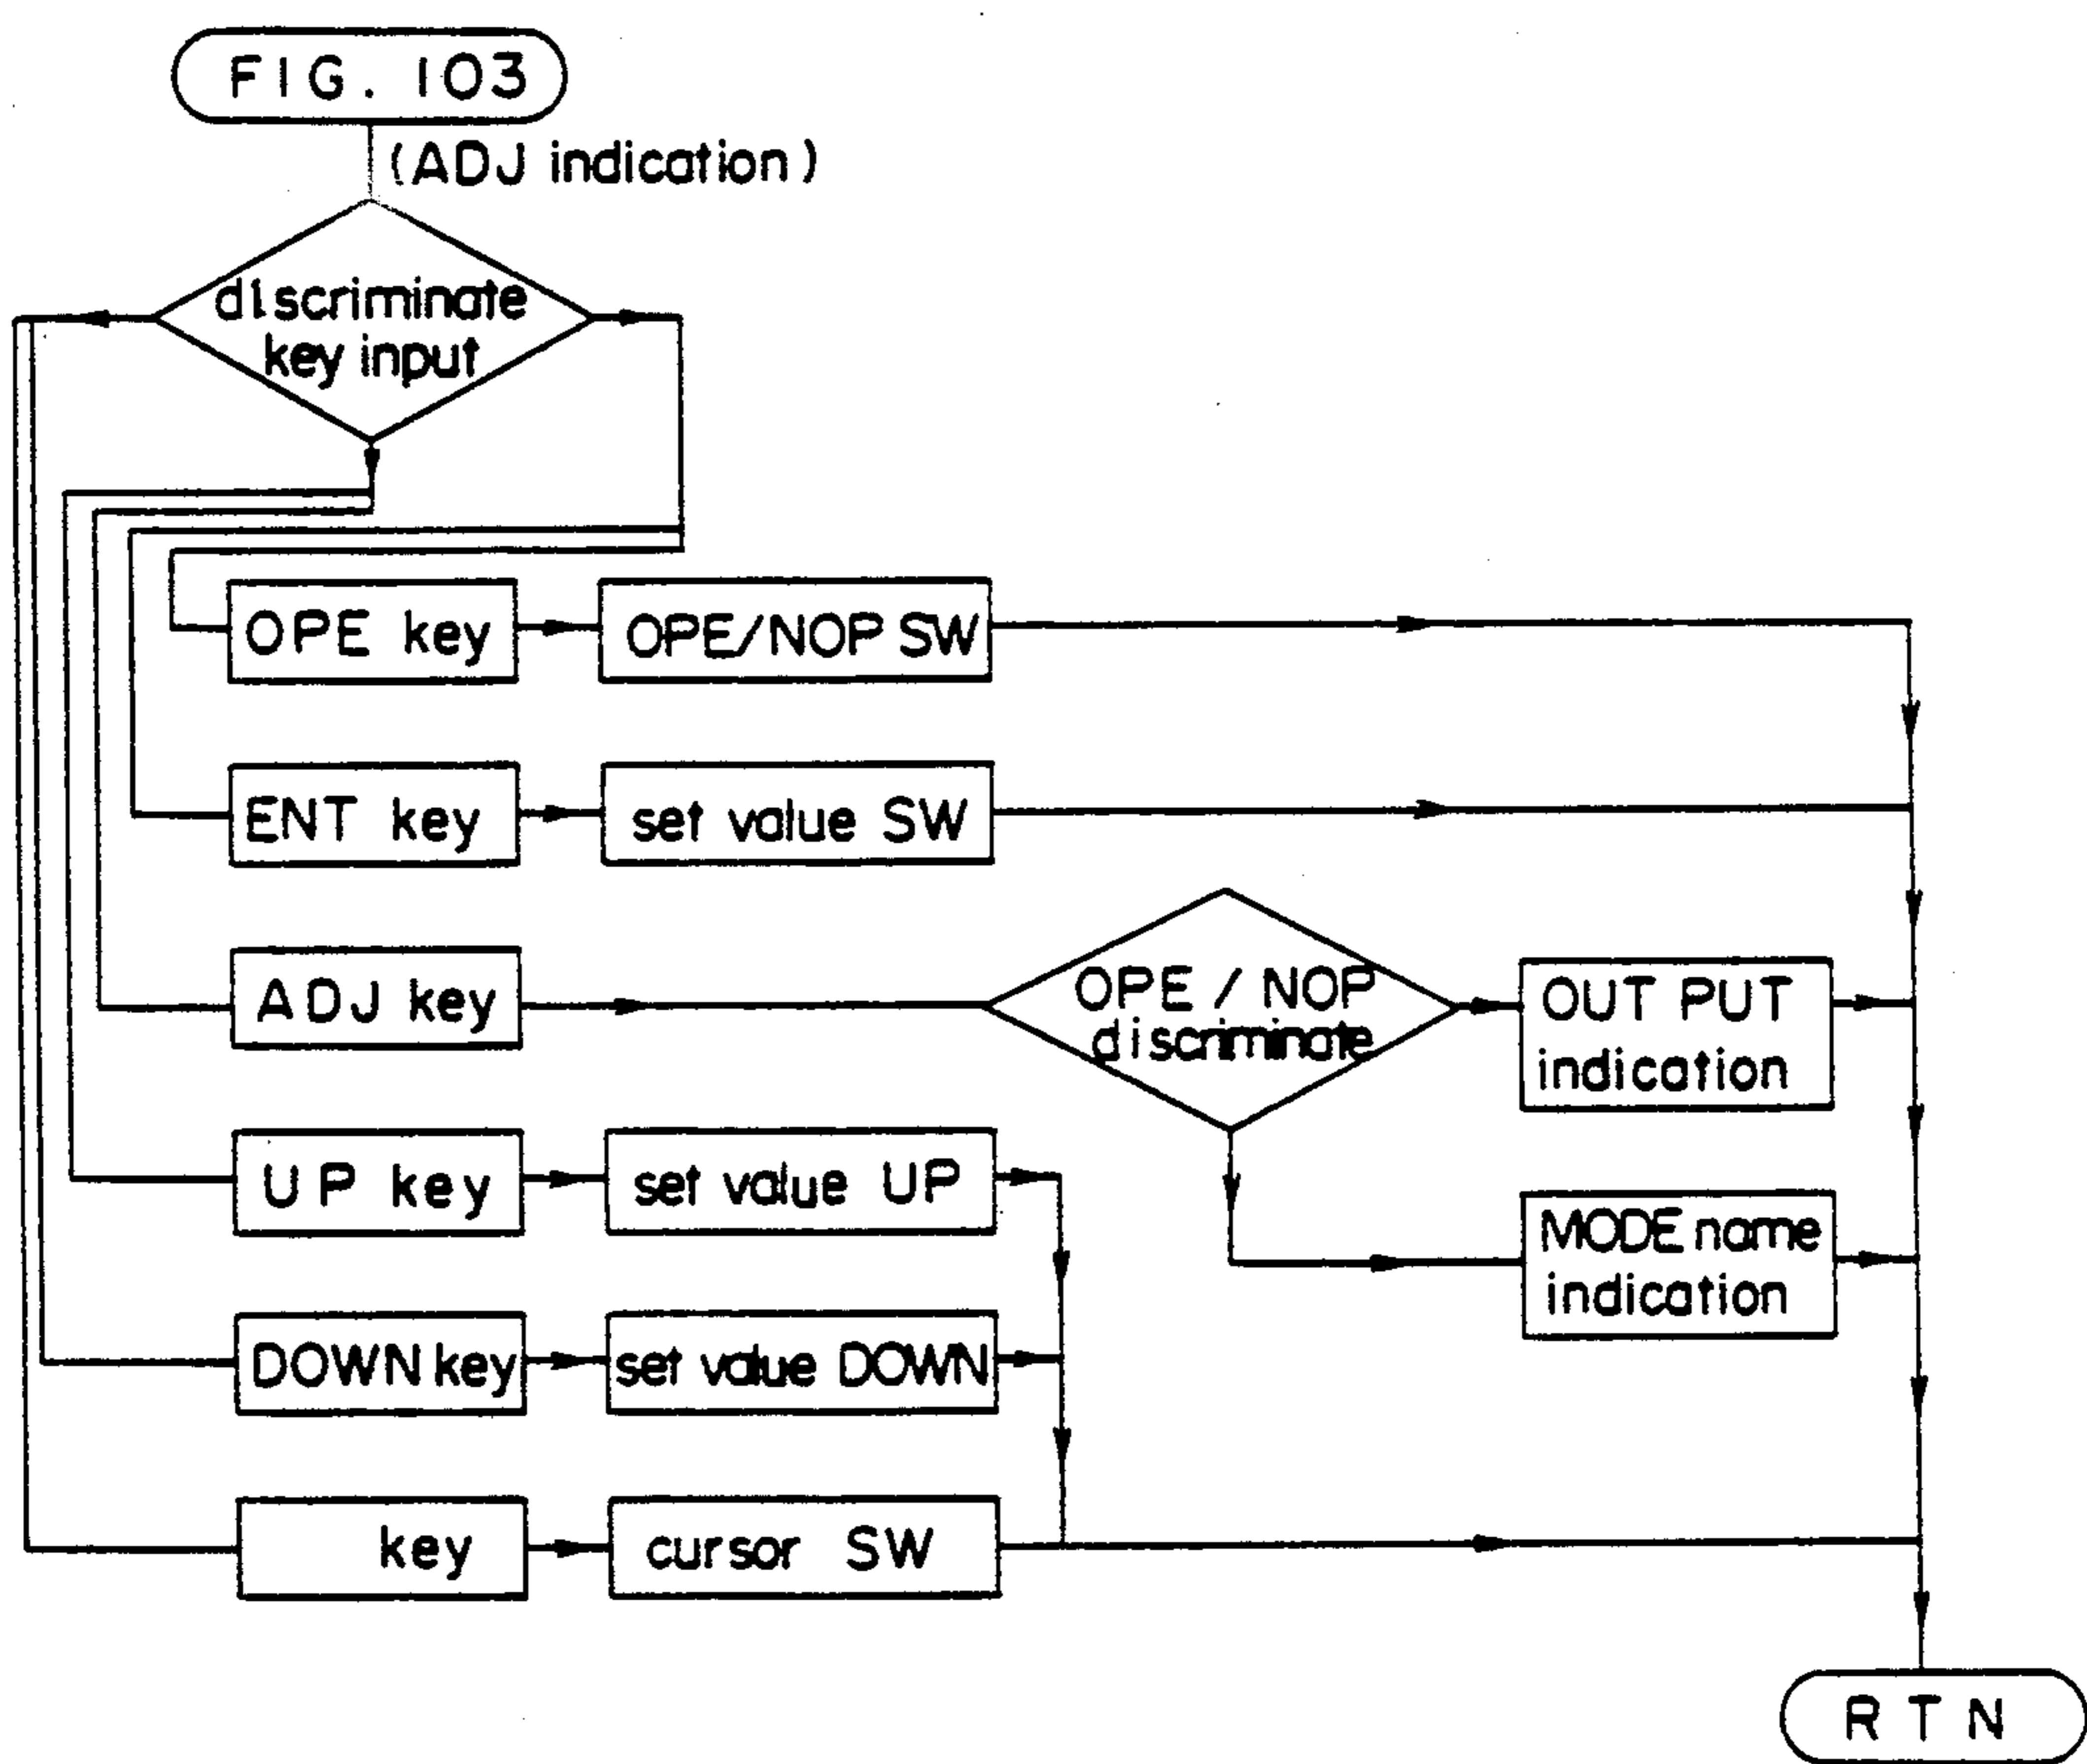 FIG. 103
(ADJ indication)
discriminate
key input
OPE key
OPE/NOP SW
ENT key
set value SW
ADJ key
OPE / NOP
discriminate
OUT PUT
indication
UP key
set value UP
MODE name
indication
DOWN key
set value DOWN
key
cursor SW
RTN